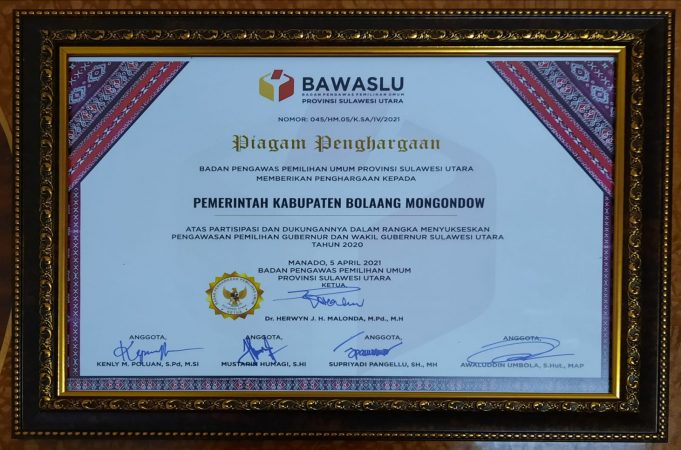 BAWASLU
BADAN PENGAWAS PEMILIHAN UMUM
PROVINSI SULAWESI UTARA
NOMOR: 045/HM.05/K.SA/IV/2021
Piagam Penghargaan
BADAN PENGAWAS PEMILIHAN UMUM PROVINSI SULAWESI UTARA
MEMBERIKAN PENGHARGAAN KEPADA
PEMERINTAH KABUPATEN BOLAANG MONGONDOW
ATAS PARTISIPASI DAN DUKUNGANNYA DALAM RANGKA MENYUKSESKAN
PENGAWASAN PEMILIHAN GUBERNUR DAN WAKIL GUBERNUR SULAWESI UTARA
TAHUN 2020
MANADO, 5 APRIL 2021
BADAN PENGAWAS PEMILIHAN UMUM
PROVINSI SULAWESI UTARA
KETUA,
Dr. HERWYN J. H. MALONDA, M.Pd., M.H
ANGGOTA, ANGGOTA, ANGGOTA, ANGGOTA,
KENLY M. POLUAN, S.Pd, M.SI MUSTARIN HUMAGI, S.HI SUPRIYADI PANGELLU, SH., MH AWALUDDIN UMBOLA, S.Hut., MAP